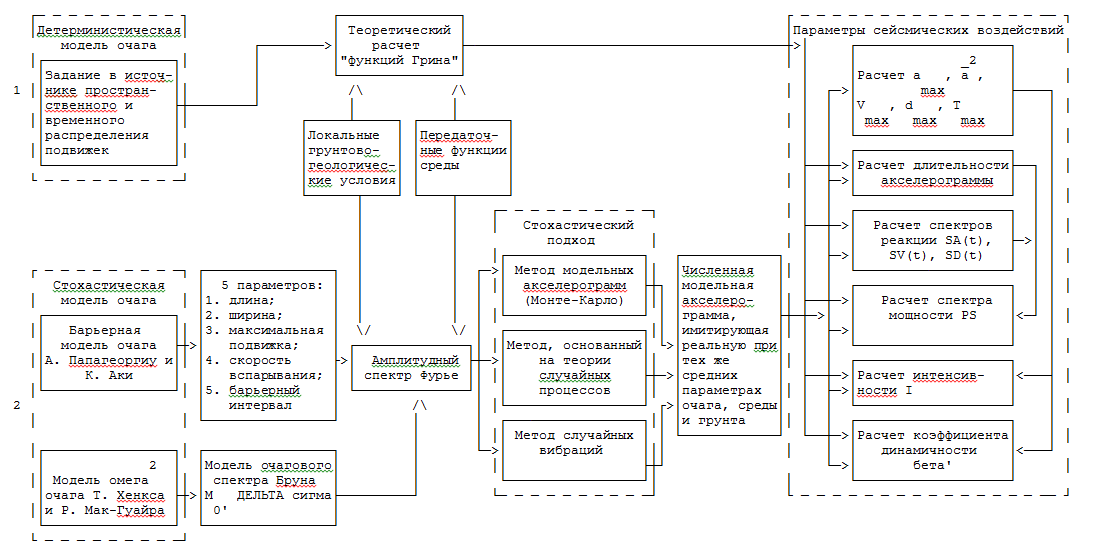 Детерминистическая
модель очага
1
Задание в источ-
нике простран-
ственного и
временного
распределения
подвижек
Теоретический
расчет
"функций Грина"
Локальные
грунтово-
геологичес-
кие условия
Передаточ-
ные функции
среды
2
Стохастическая
модель очага
Барьерная
модель очага
А. Папагеоргиу и
К. Аки
5 параметров:
1. длина;
2. ширина;
3. максимальная
подвижка;
4. скорость
вспарывания;
5. барьерный
интервал
Амплитудный
спектр Фурье
2
Модель омега
очага Т. Хенкса
и Р. Мак-Гуайра
Модель очагового
спектра Бруна
M ДЕЛЬТА сигма
0'
Стохастический
подход
Метод модельных
акселерограмм
(Монте-Карло)
Метод, основанный
на теории
случайных
процессов
Метод случайных
вибраций
Численная
модельная
акселеро-
грамма,
имитирующая
реальную при
тех же
средних
параметрах
очага, среды
и грунта
Параметры сейсмических воздействий
_2
Расчет a , a ,
max
V , d , T
max max max
Расчет длительности
акселерограммы
Расчет спектров
реакции SA(t),
SV(t), SD(t)
Расчет спектра
мощности PS
Расчет интенсив-
ности I
Расчет коэффициента
динамичности
бета'